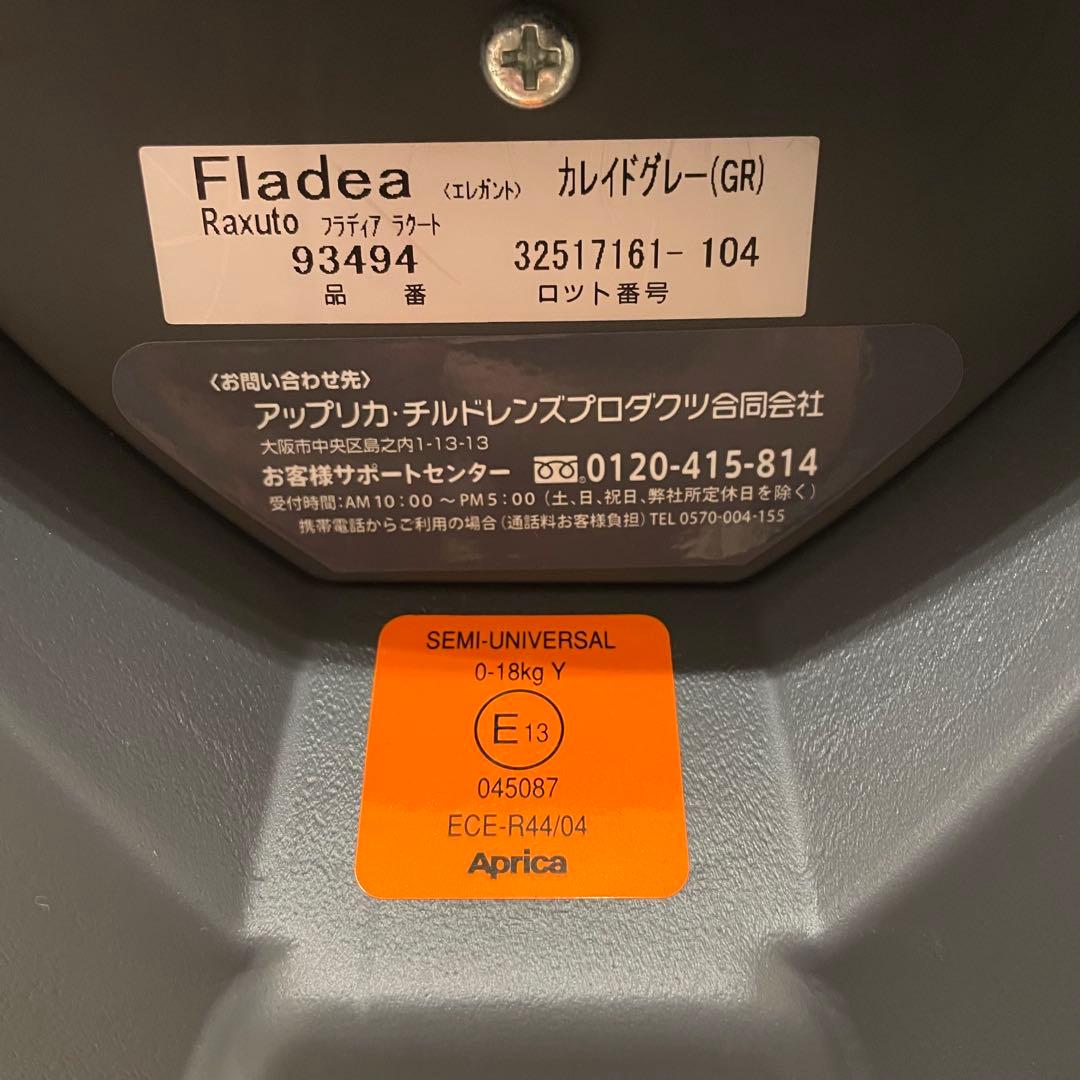 Fladea 〈エレガント〉 カレイドグレー(GR)
Raxuto フラディア ラクート
93494 32517161-104
品 番 ロット番号
〈お問い合わせ先〉
アップリカ・チルドレンズプロダクツ合同会社
大阪市中央区島之内1-13-13
お客様サポートセンター 0120-415-814
受付時間:AM10:00〜PM5:00(土、日、祝日、弊社所定休日を除く)
携帯電話からご利用の場合(通話料お客様負担)TEL 0570-004-155
SEMI-UNIVERSAL
0-18kg Y
E 13
045087
ECE-R44/04
Aprica